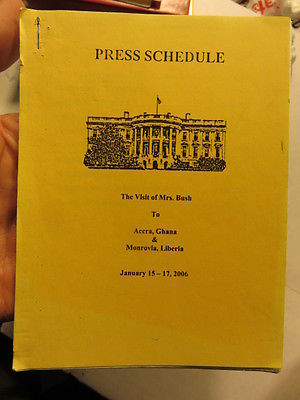 PRESS SCHEDULE
The Visit of Mrs. Bush
To
Accra, Ghana
&
Monrovia, Liberia
January 15 – 17, 2006